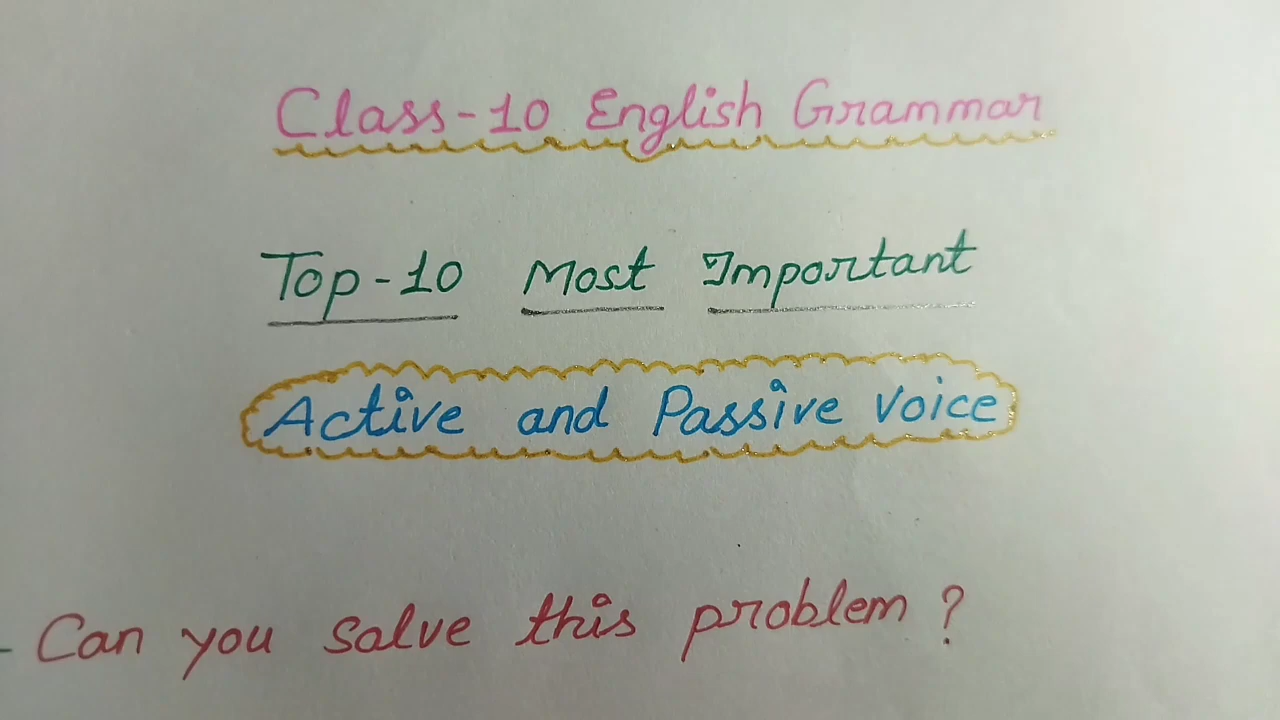 Class-10 English Grammar
Top-10 Most Important
Active and Passive Voice
- Can you solve this problem ?